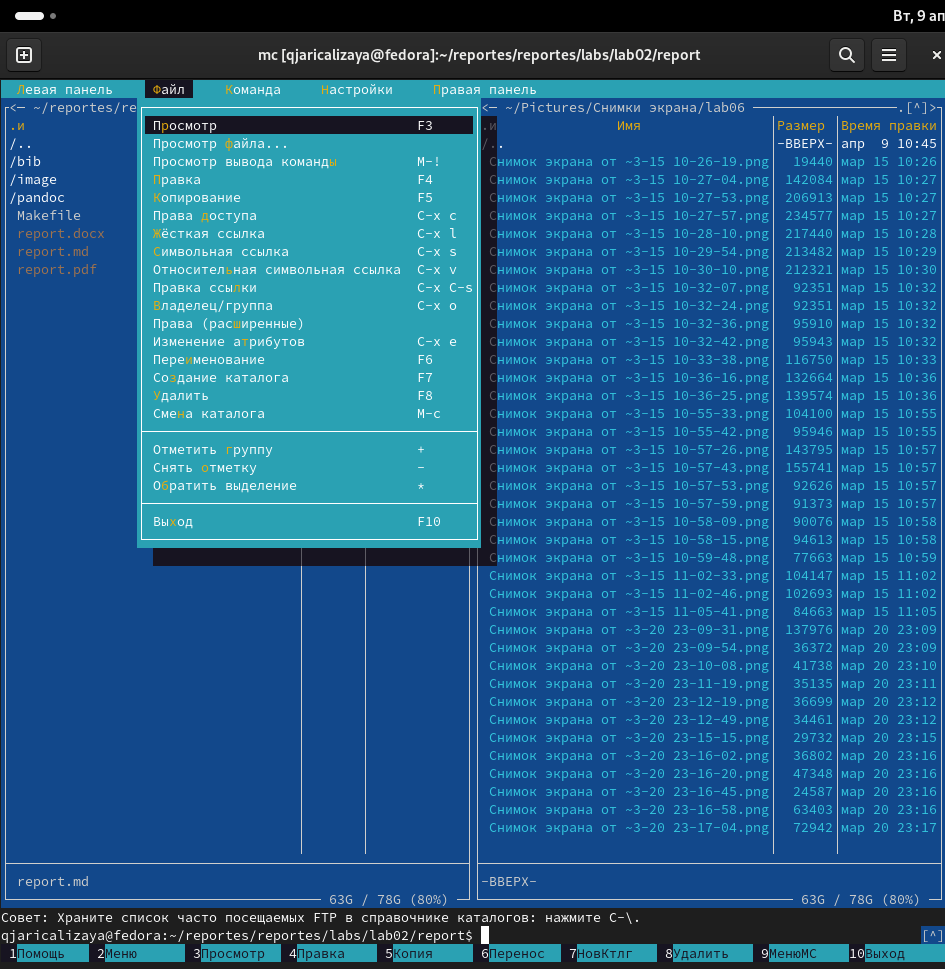 Вт, 9 ап
mc [qjaricalizaya@fedora]:~/reportes/reportes/labs/lab02/report
Левая панель Файл Команда Настройки Правая панель
<— ~/reportes/re
.и
/..
/bib
/image
/pandoc
Makefile
report.docx
report.md
report.pdf
Просмотр F3
Просмотр файла...
Просмотр вывода команды M-!
Правка F4
Копирование F5
Права доступа C-x c
Жёсткая ссылка C-x l
Символьная ссылка C-x s
Относительная символьная ссылка C-x v
Правка ссылки C-x C-s
Владелец/группа C-x o
Права (расширенные)
Изменение атрибутов C-x e
Переименование F6
Создание каталога F7
Удалить F8
Смена каталога M-c
Отметить группу +
Снять отметку -
Обратить выделение *
Выход F10
<— ~/Pictures/Снимки экрана/lab06 .[^]>
.и Имя Размер Время правки
/.. -ВВЕРХ- апр 9 10:45
Снимок экрана от ~3-15 10-26-19.png 19440 мар 15 10:26
Снимок экрана от ~3-15 10-27-04.png 142084 мар 15 10:27
Снимок экрана от ~3-15 10-27-53.png 206913 мар 15 10:27
Снимок экрана от ~3-15 10-27-57.png 234577 мар 15 10:27
Снимок экрана от ~3-15 10-28-10.png 217440 мар 15 10:28
Снимок экрана от ~3-15 10-29-54.png 213482 мар 15 10:29
Снимок экрана от ~3-15 10-30-10.png 212321 мар 15 10:30
Снимок экрана от ~3-15 10-32-07.png 92351 мар 15 10:32
Снимок экрана от ~3-15 10-32-24.png 92351 мар 15 10:32
Снимок экрана от ~3-15 10-32-36.png 95910 мар 15 10:32
Снимок экрана от ~3-15 10-32-42.png 95943 мар 15 10:32
Снимок экрана от ~3-15 10-33-38.png 116750 мар 15 10:33
Снимок экрана от ~3-15 10-36-16.png 132664 мар 15 10:36
Снимок экрана от ~3-15 10-36-25.png 139574 мар 15 10:36
Снимок экрана от ~3-15 10-55-33.png 104100 мар 15 10:55
Снимок экрана от ~3-15 10-55-42.png 95946 мар 15 10:55
Снимок экрана от ~3-15 10-57-26.png 143795 мар 15 10:57
Снимок экрана от ~3-15 10-57-43.png 155741 мар 15 10:57
Снимок экрана от ~3-15 10-57-53.png 92626 мар 15 10:57
Снимок экрана от ~3-15 10-57-59.png 91373 мар 15 10:57
Снимок экрана от ~3-15 10-58-09.png 90076 мар 15 10:58
Снимок экрана от ~3-15 10-58-15.png 94613 мар 15 10:58
Снимок экрана от ~3-15 10-59-48.png 77663 мар 15 10:59
Снимок экрана от ~3-15 11-02-33.png 104147 мар 15 11:02
Снимок экрана от ~3-15 11-02-46.png 102693 мар 15 11:02
Снимок экрана от ~3-15 11-05-41.png 84663 мар 15 11:05
Снимок экрана от ~3-20 23-09-31.png 137976 мар 20 23:09
Снимок экрана от ~3-20 23-09-54.png 36372 мар 20 23:09
Снимок экрана от ~3-20 23-10-08.png 41738 мар 20 23:10
Снимок экрана от ~3-20 23-11-19.png 35135 мар 20 23:11
Снимок экрана от ~3-20 23-12-19.png 36699 мар 20 23:12
Снимок экрана от ~3-20 23-12-49.png 34461 мар 20 23:12
Снимок экрана от ~3-20 23-15-15.png 29732 мар 20 23:15
Снимок экрана от ~3-20 23-16-02.png 36802 мар 20 23:16
Снимок экрана от ~3-20 23-16-20.png 47348 мар 20 23:16
Снимок экрана от ~3-20 23-16-45.png 24587 мар 20 23:16
Снимок экрана от ~3-20 23-16-58.png 63403 мар 20 23:16
Снимок экрана от ~3-20 23-17-04.png 72942 мар 20 23:17
report.md -ВВЕРХ-
63G / 78G (80%) 63G / 78G (80%)
Совет: Храните список часто посещаемых FTP в справочнике каталогов: нажмите C-\.
qjaricalizaya@fedora:~/reportes/reportes/labs/lab02/report$ [^]
1Помощь 2Меню 3Просмотр 4Правка 5Копия 6Перенос 7НовКтлг 8Удалить 9МенюMC 10Выход